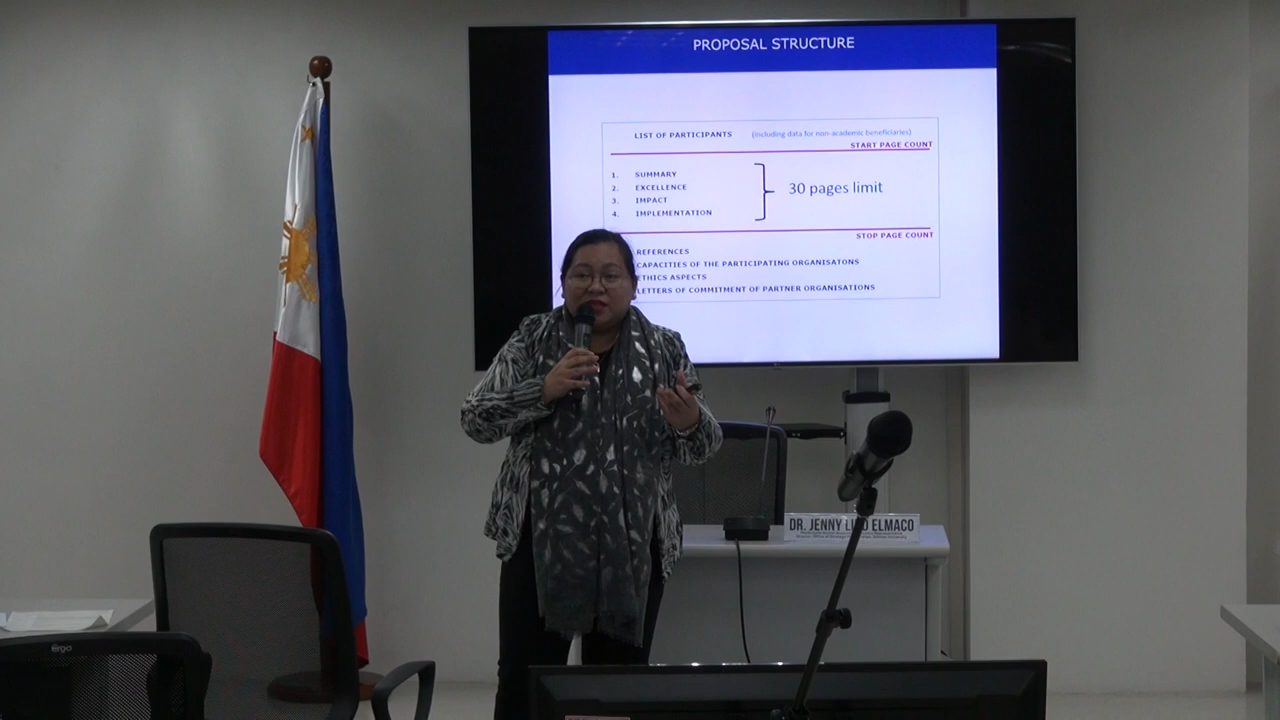 PROPOSAL STRUCTURE
LIST OF PARTICIPANTS (including data for non-academic beneficiaries)
START PAGE COUNT
1. SUMMARY
2. EXCELLENCE
3. IMPACT
4. IMPLEMENTATION
30 pages limit
STOP PAGE COUNT
REFERENCES
CAPACITIES OF THE PARTICIPATING ORGANISATONS
ETHICS ASPECTS
LETTERS OF COMMITMENT OF PARTNER ORGANISATIONS
DR. JENNY ELMACO
ergo